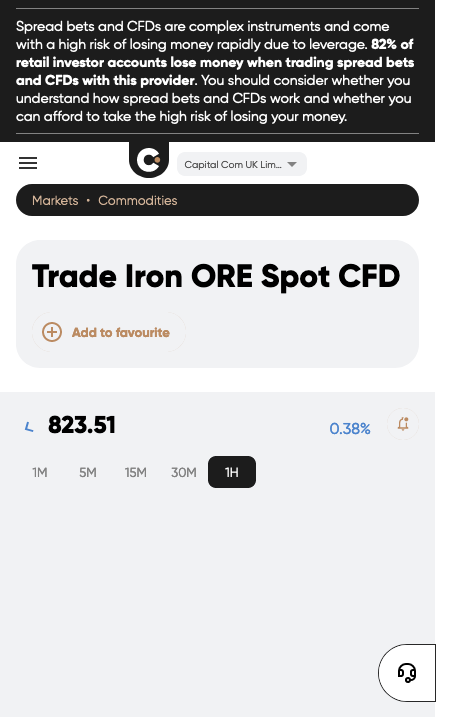 Spread bets and CFDs are complex instruments and come
with a high risk of losing money rapidly due to leverage. 82% of
retail investor accounts lose money when trading spread bets
and CFDs with this provider. You should consider whether you
understand how spread bets and CFDs work and whether you
can afford to take the high risk of losing your money.
Capital Com UK Lim...
Markets • Commodities
Trade Iron ORE Spot CFD
Add to favourite
823.51
0.38%
1M 5M 15M 30M 1H